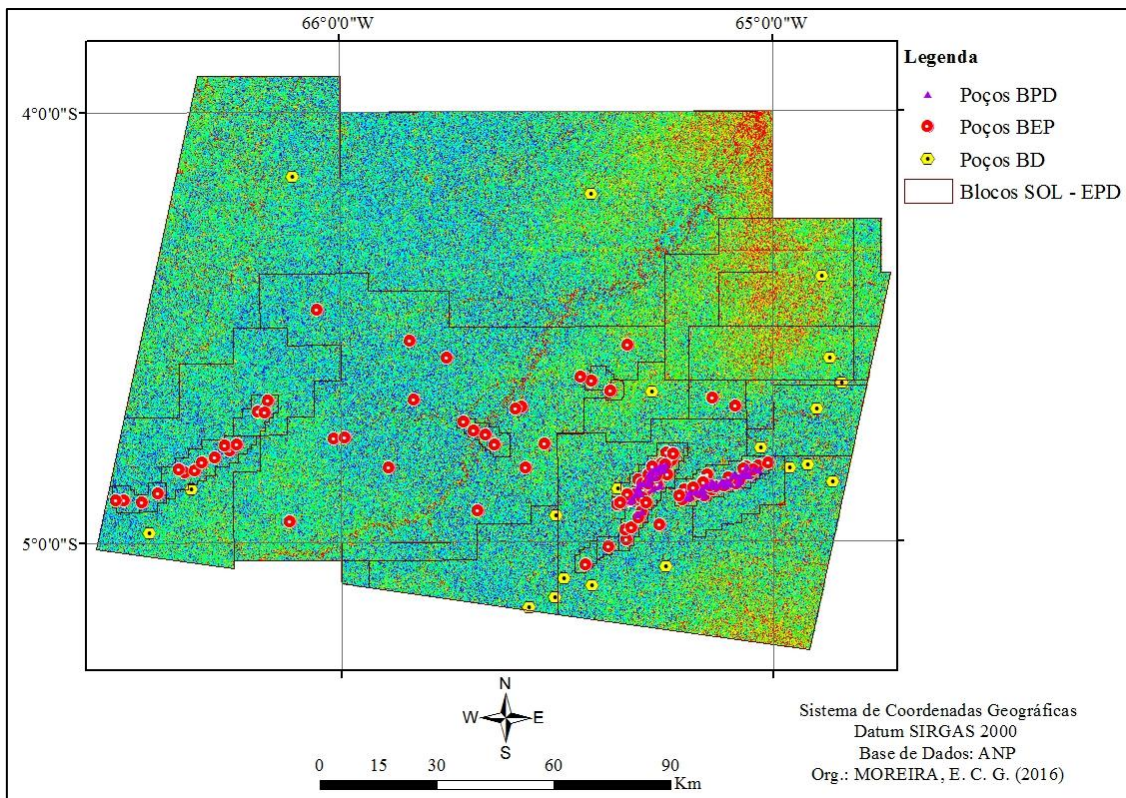 66°0'0"W
65°0'0"W
4°0'0"S
5°0'0"S
Legenda
Poços BPD
Poços BEP
Poços BD
Blocos SOL - EPD
N
W
E
S
0 15 30 60 90
Km
Sistema de Coordenadas Geográficas
Datum SIRGAS 2000
Base de Dados: ANP
Org.: MOREIRA, E. C. G. (2016)